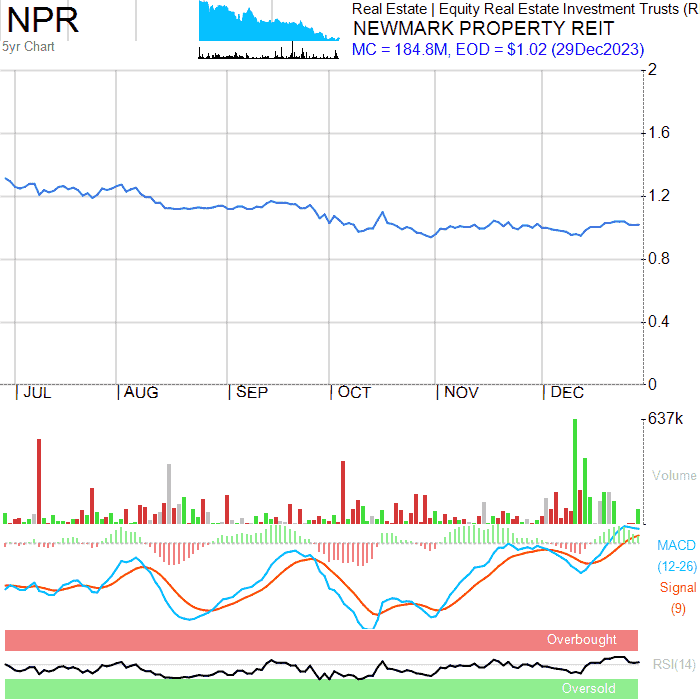 NPR
5yr Chart
Real Estate | Equity Real Estate Investment Trusts (R
NEWMARK PROPERTY REIT
MC = 184.8M, EOD = $1.02 (29Dec2023)
2
1.6
1.2
0.8
0.4
0
| JUL | AUG | SEP | OCT | NOV | DEC
637k
Volume
MACD
(12-26)
Signal
(9)
Overbought
RSI(14)
Oversold